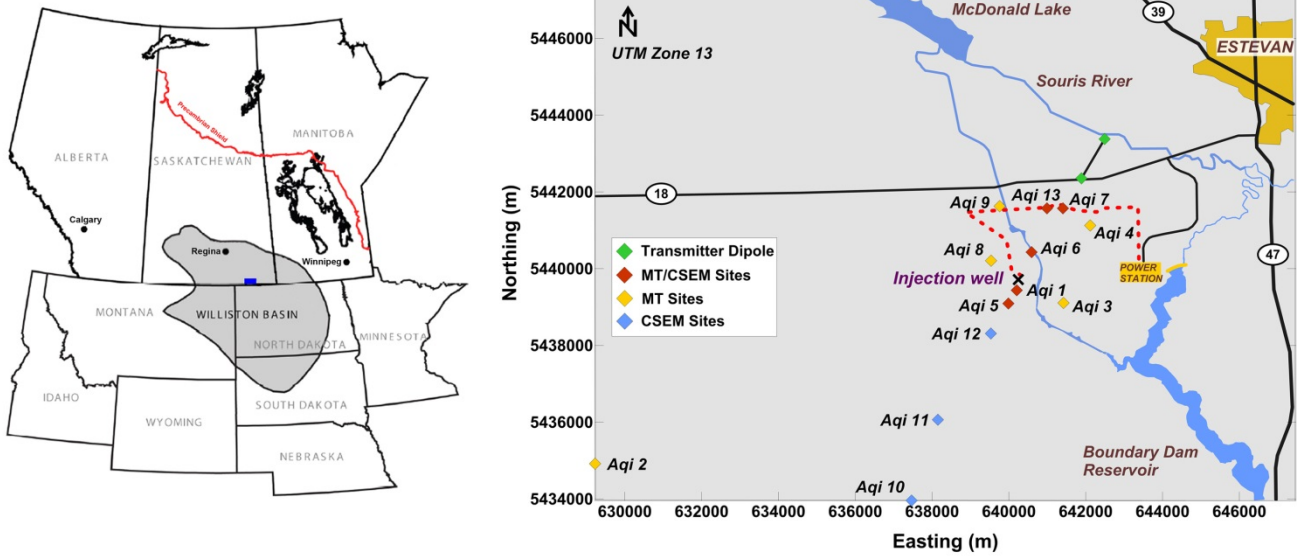 Precambrian Shield
ALBERTA
SASKATCHEWAN
MANITOBA
Calgary
Regina
Winnipeg
MONTANA
WILLISTON BASIN
NORTH DAKOTA
MINNESOTA
IDAHO
WYOMING
SOUTH DAKOTA
NEBRASKA
N
UTM Zone 13
McDonald Lake
39
ESTEVAN
Souris River
18
Aqi 9
Aqi 13
Aqi 7
Aqi 4
Aqi 8
Aqi 6
Injection well
POWER
STATION
47
Aqi 1
Aqi 5
Aqi 3
Aqi 12
Aqi 11
Aqi 2
Aqi 10
Boundary Dam
Reservoir
Transmitter Dipole
MT/CSEM Sites
MT Sites
CSEM Sites
Northing (m)
5446000
5444000
5442000
5440000
5438000
5436000
5434000
630000
632000
634000
636000
638000
640000
642000
644000
646000
Easting (m)